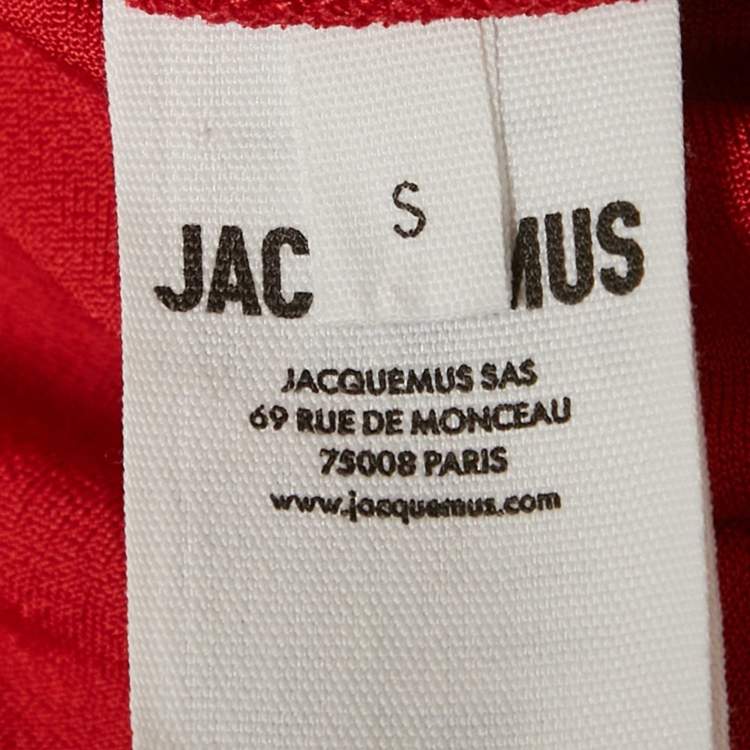 S
JAC MUS
JACQUEMUS SAS
69 RUE DE MONCEAU
75008 PARIS
www.jacquemus.com